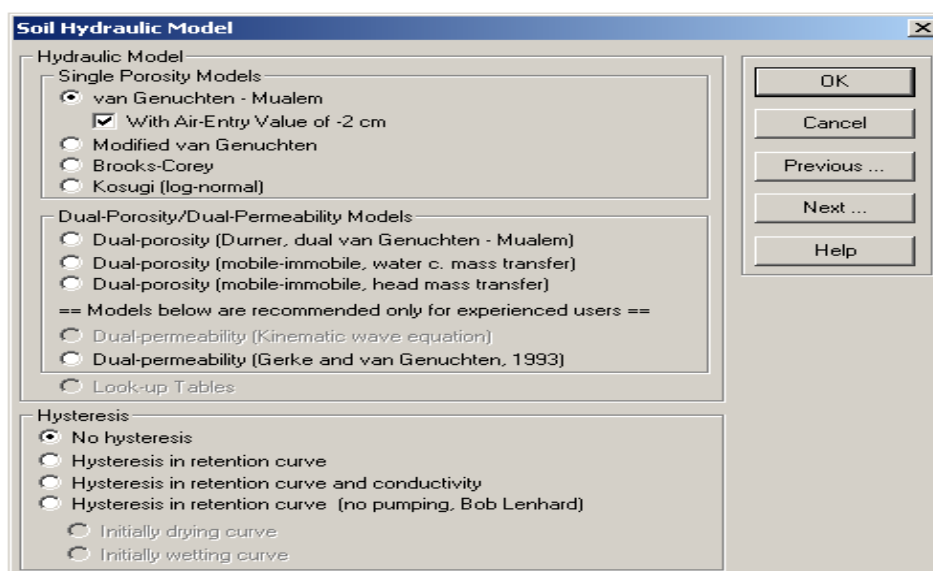 Soil Hydraulic Model
Hydraulic Model
Single Porosity Models
van Genuchten - Mualem
With Air-Entry Value of -2 cm
Modified van Genuchten
Brooks-Corey
Kosugi (log-normal)
Dual-Porosity/Dual-Permeability Models
Dual-porosity (Durner, dual van Genuchten - Mualem)
Dual-porosity (mobile-immobile, water c. mass transfer)
Dual-porosity (mobile-immobile, head mass transfer)
== Models below are recommended only for experienced users ==
Dual-permeability (Kinematic wave equation)
Dual-permeability (Gerke and van Genuchten, 1993)
Look-up Tables
Hysteresis
No hysteresis
Hysteresis in retention curve
Hysteresis in retention curve and conductivity
Hysteresis in retention curve (no pumping, Bob Lenhard)
Initially drying curve
Initially wetting curve
OK
Cancel
Previous ...
Next ...
Help